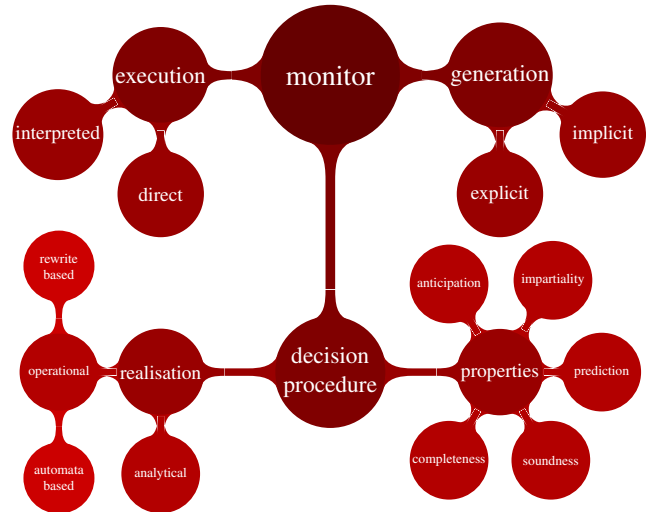 monitor
execution
generation
interpreted
implicit
direct
explicit
rewrite
based
anticipation
impartiality
operational
realisation
decision
procedure
properties
prediction
automata
based
analytical
completeness
soundness